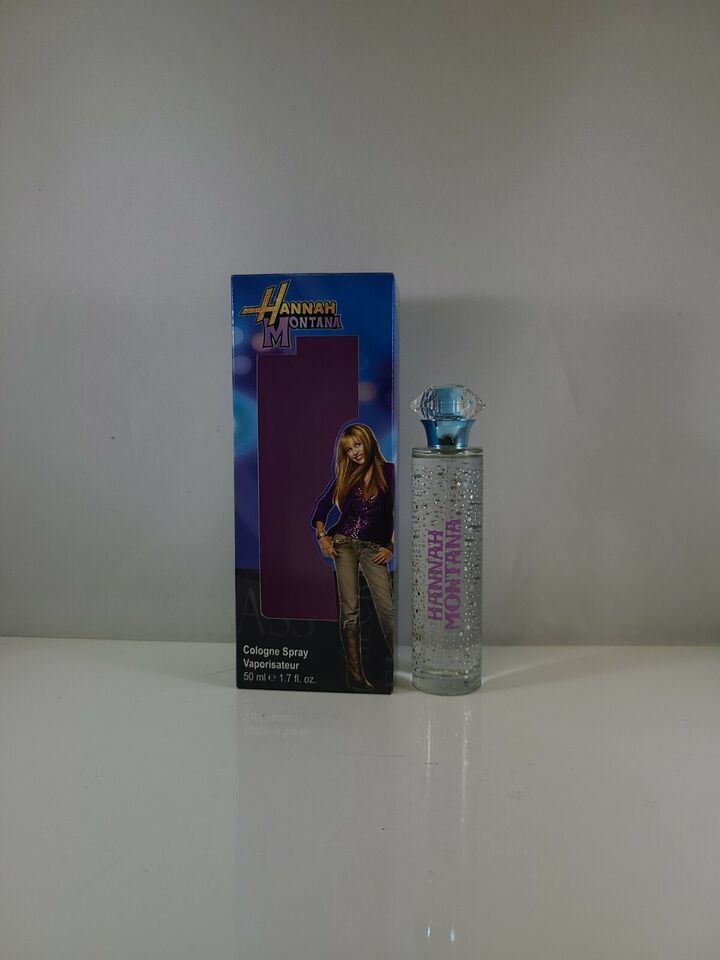 HANNAH
MONTANA
Cologne Spray
Vaporisateur
50 ml ℮ 1.7 fl. oz.
HANNAH
MONTANA